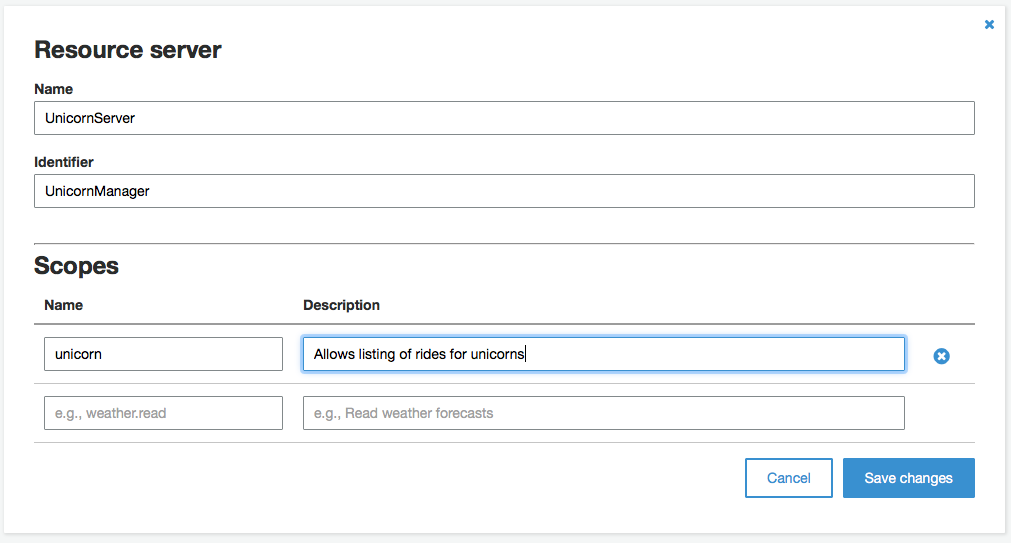 Resource server
Name
UnicornServer
Identifier
UnicornManager
Scopes
Name Description
unicorn Allows listing of rides for unicorns
e.g., weather.read e.g., Read weather forecasts
Cancel Save changes